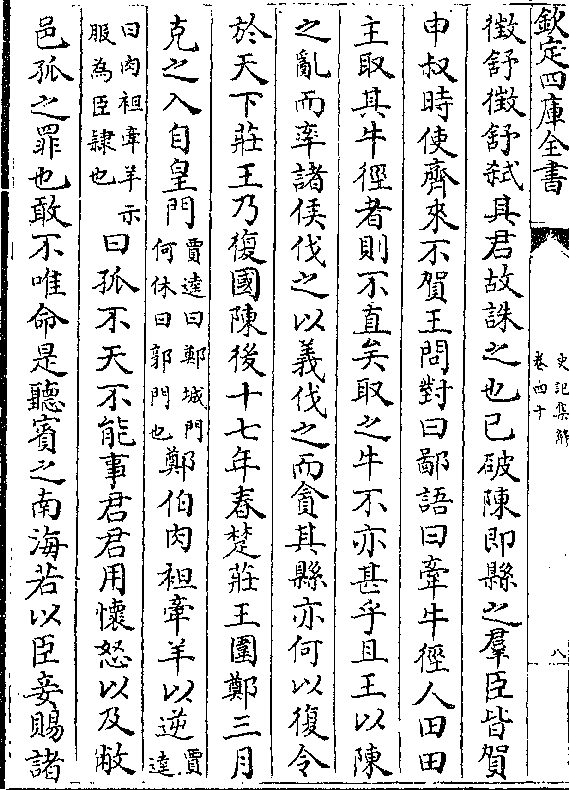 欽定四庫全書
史記集解
卷四十
八
徵舒徵舒弑其君故誅之也已破陳即縣之羣臣皆賀
申叔時使齊來不賀王問對曰鄙語曰牽牛徑人田田
主取其牛徑者則不直矣取之牛不亦甚乎且王以陳
之亂而率諸侯伐之以義伐之而貪其縣亦何以復令
於天下莊王乃復國陳後十七年春楚莊王圍鄭三月
克之入自皇門賈逵曰鄭城門何休曰郭門也鄭伯肉袒牽羊以逆賈逵
曰肉袒牽羊示服為臣隷也曰孤不天不能事君君用懷怒以及敝
邑孤之罪也敢不唯命是聽賓之南海若以臣妾賜諸